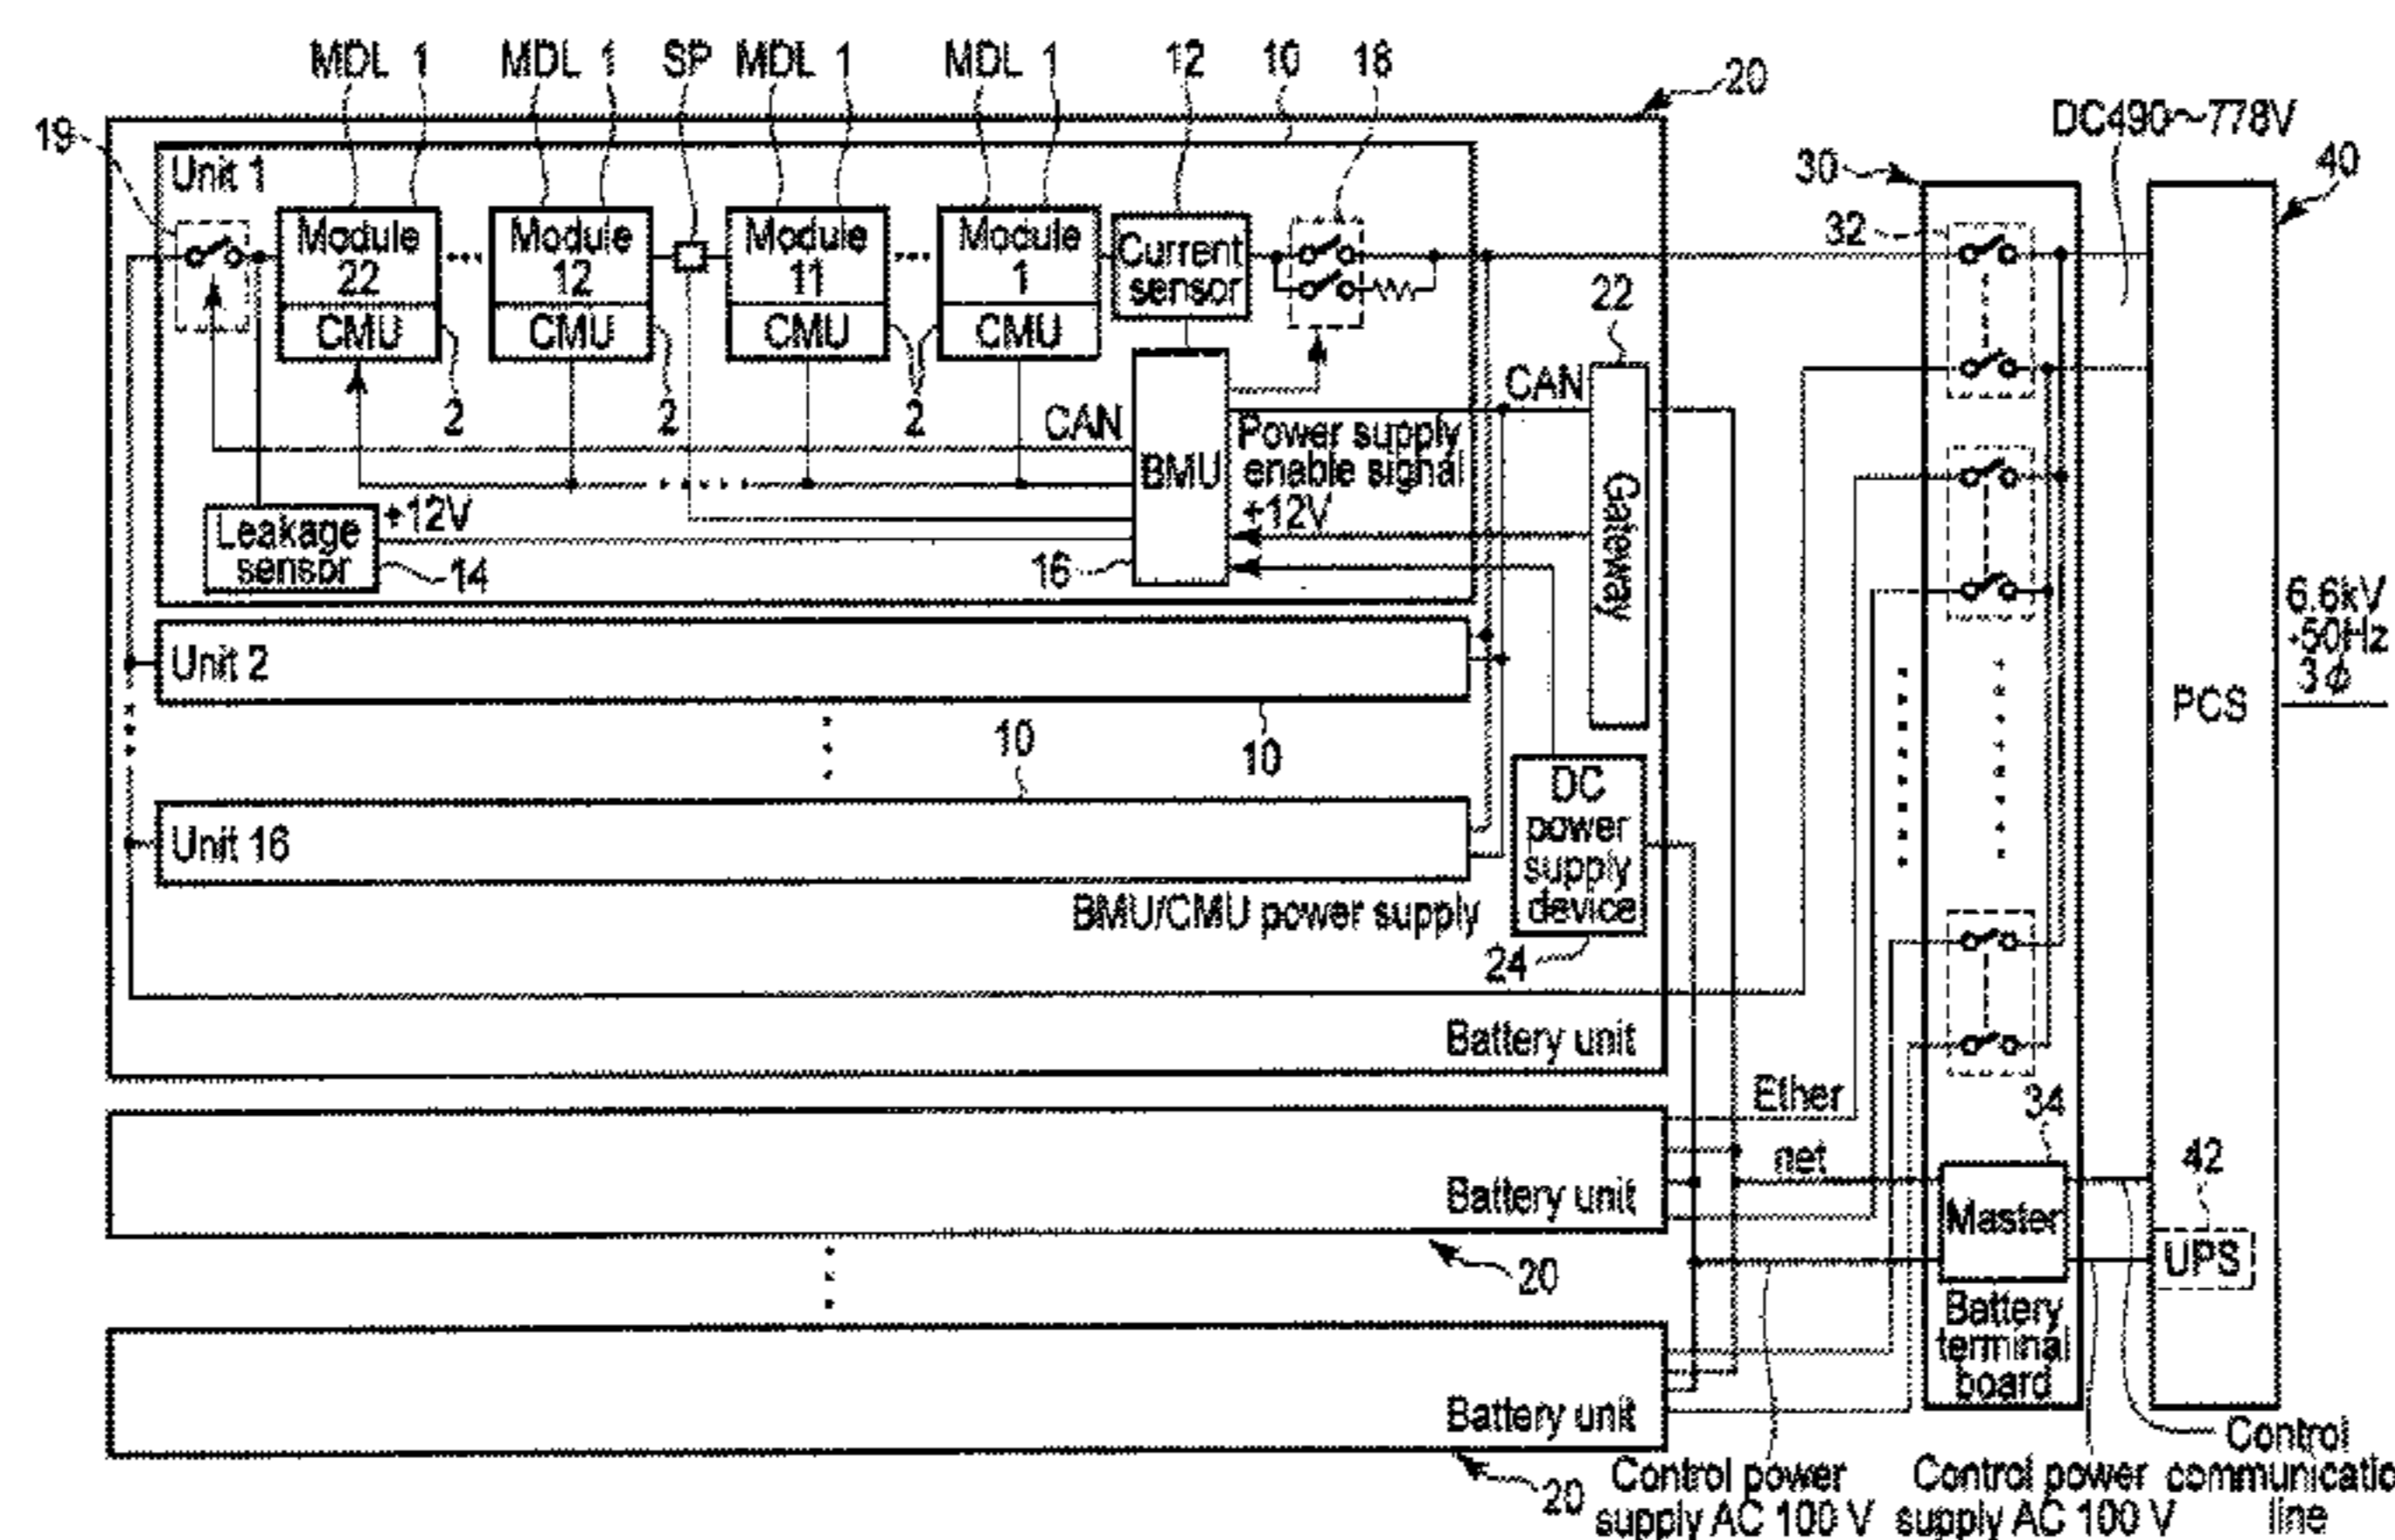 MDL 1 MDL 1 SP MDL 1 MDL 1 12 10 18
20
DC490～778V
19
Unit 1
30
40
Module
22
CMU
Module
12
CMU
Module
11
CMU
Module
1
CMU
Current
sensor
32
22
2 2 2
CAN
CAN
BMU
Power supply
enable signal
+12V
Gateway
Leakage
sensor
+12V
14
16
6.6kV
·50Hz
3ϕ
Unit 2
PCS
10
10
DC
power
supply
device
Unit 16
BMU/CMU power supply
24
Battery unit
Ether
net
34
42
Battery unit
Master
UPS
20
Battery
terminal
board
Battery unit
20
Control power
supply AC 100 V
Control power
supply AC 100 V
Control
communicatio
line